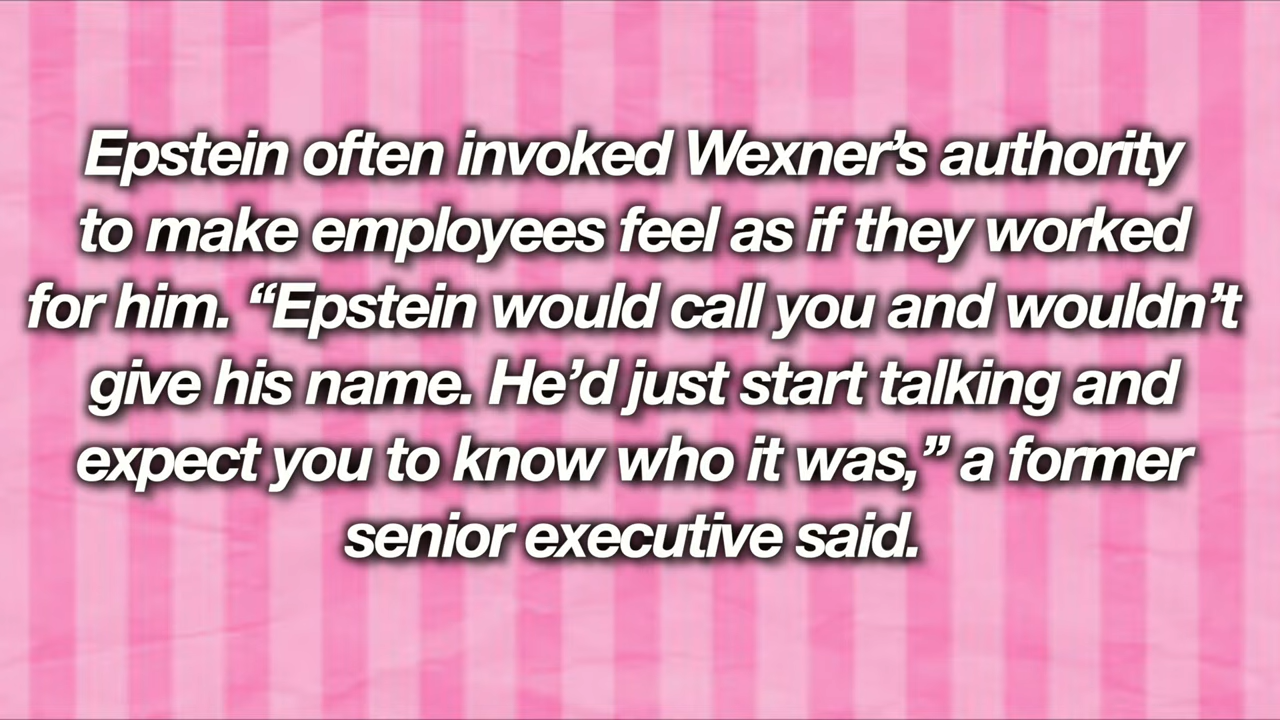 Epstein often invoked Wexner’s authority
to make employees feel as if they worked
for him. “Epstein would call you and wouldn’t
give his name. He’d just start talking and
expect you to know who it was,” a former
senior executive said.